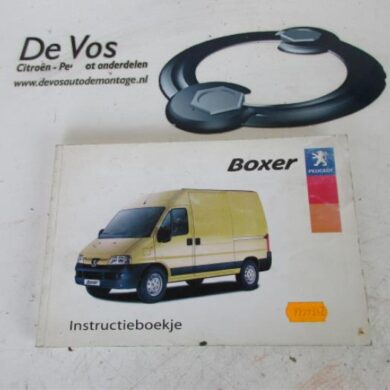 De Vos
Citroën - Pe ot onderdelen
www.devosautodemontage.nl
Boxer
PEUGEOT
Boxer
Instructieboekje